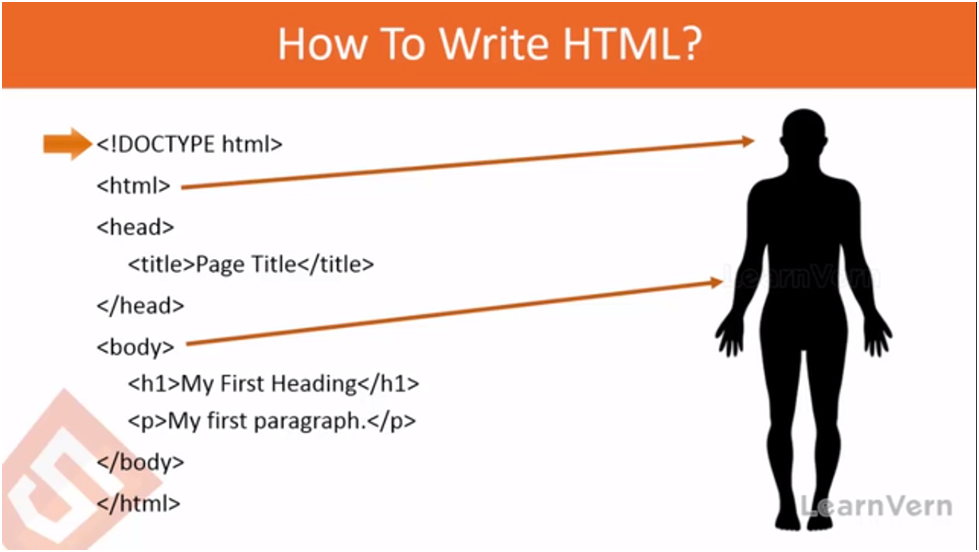 How To Write HTML?
<!DOCTYPE html>
<html>
<head>
<title>Page Title</title>
</head>
<body>
<h1>My First Heading</h1>
<p>My first paragraph.</p>
</body>
</html>
LearnVern
LearnVern